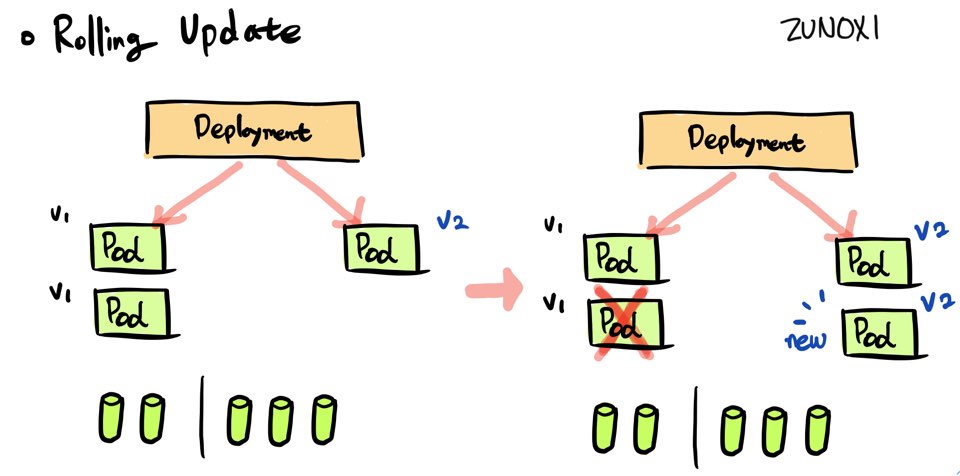 • Rolling Update
ZUNOXI
Deployment
V1
Pod
V2
Pod
V1
Pod
Deployment
V1
Pod
V2
Pod
V1
Pod
new
V2
Pod